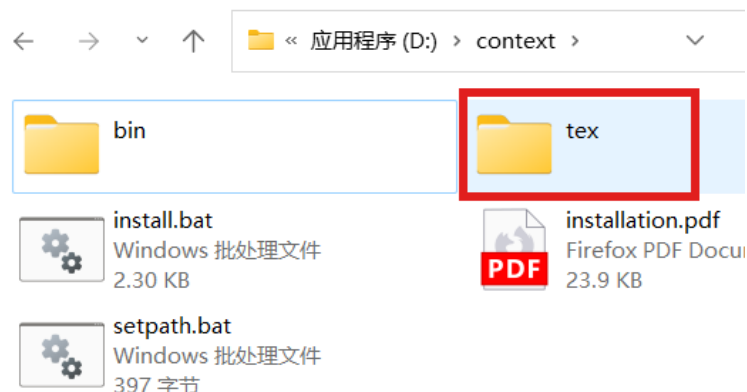 « 应用程序 (D:) › context ›
bin
tex
install.bat
Windows 批处理文件
2.30 KB
installation.pdf
Firefox PDF Docu
23.9 KB
PDF
setpath.bat
Windows 批处理文件
397 字节